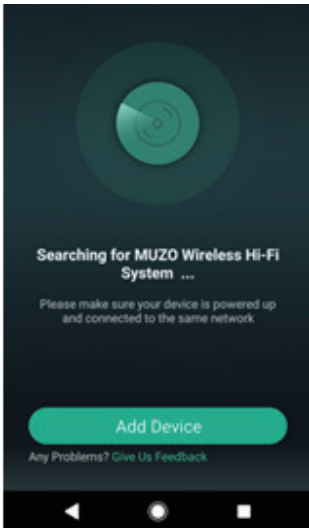 Searching for MUZO Wireless Hi-Fi
System ...
Please make sure your device is powered up
and connected to the same network
Add Device
Any Problems? Give Us Feedback